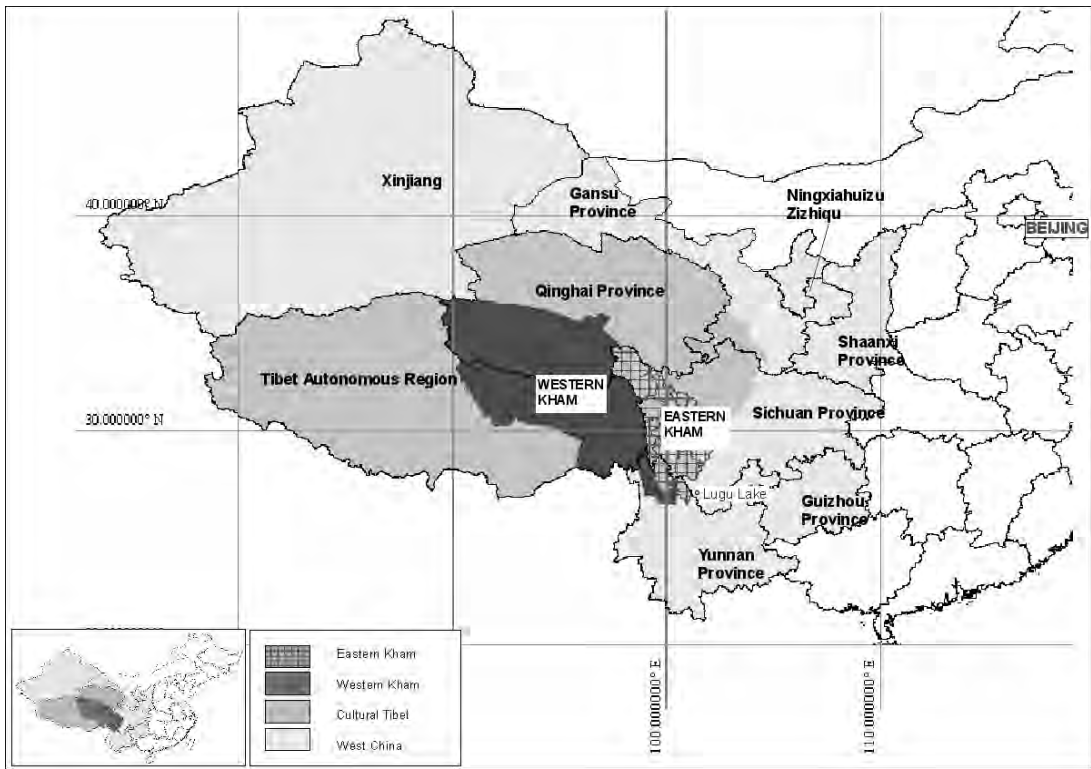 Xinjiang
Gansu
Province
Ningxiahuizu
Zizhiqu
40.000000° N
BEIJING
Qinghai Province
Shaanxi
Province
Tibet Autonomous Region
WESTERN
KHAM
EASTERN
KHAM
Sichuan Province
30.000000° N
Lugu Lake
Guizhou
Province
Yunnan
Province
Eastern Kham
Western Kham
Cultural Tibet
West China
100.000000° E
110.000000° E